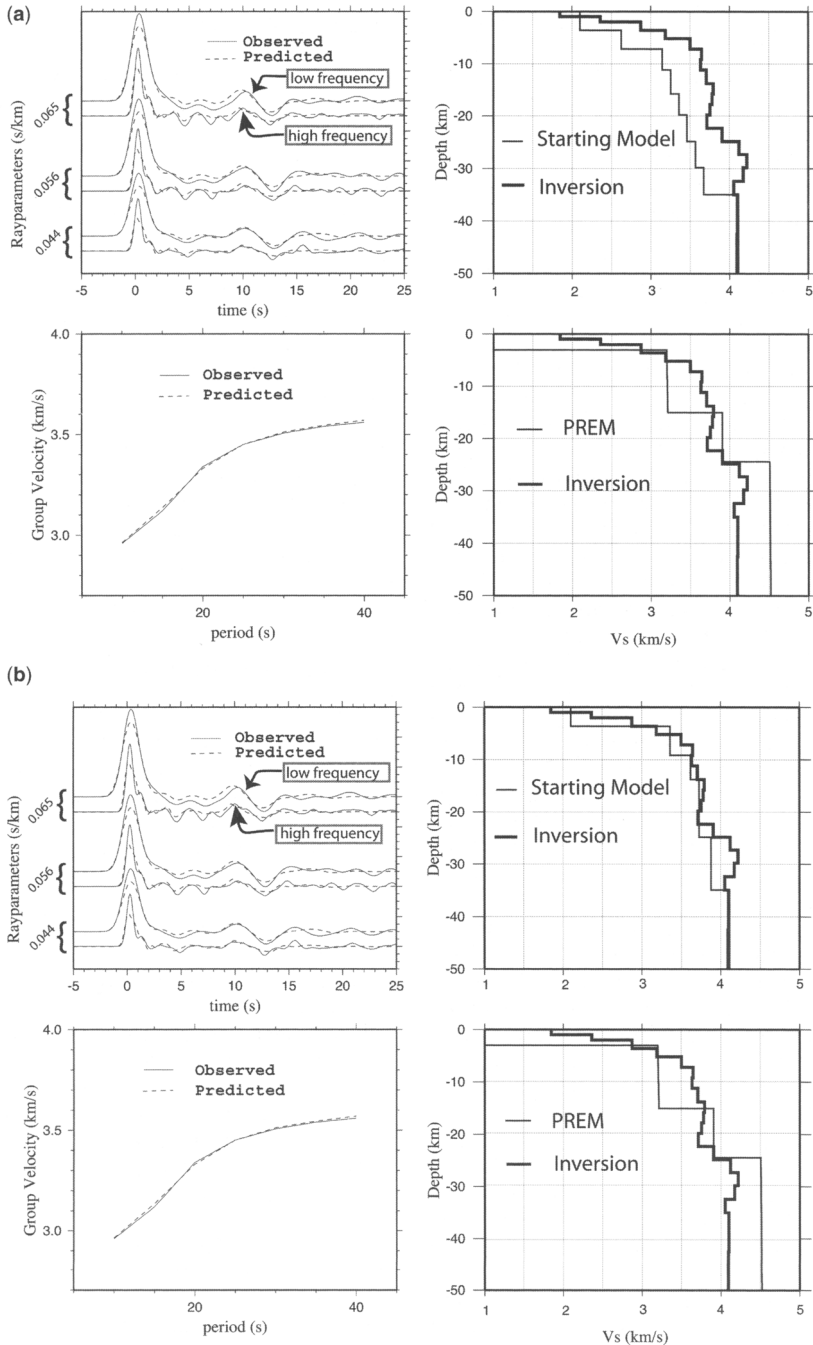 (a)
Observed
Predicted
low frequency
high frequency
0.065
0.056
0.044
Rayparameters (s/km)
-5 0 5 10 15 20 25
time (s)
0
-10
-20
-30
-40
-50
Depth (km)
Starting Model
Inversion
1 2 3 4 5
4.0
3.5
3.0
Group Velocity (km/s)
Observed
Predicted
20 40
period (s)
0
-10
-20
-30
-40
-50
Depth (km)
PREM
Inversion
1 2 3 4 5
Vs (km/s)
(b)
Observed
Predicted
low frequency
high frequency
0.065
0.056
0.044
Rayparameters (s/km)
-5 0 5 10 15 20 25
time (s)
0
-10
-20
-30
-40
-50
Depth (km)
Starting Model
Inversion
1 2 3 4 5
4.0
3.5
3.0
Group Velocity (km/s)
Observed
Predicted
20 40
period (s)
0
-10
-20
-30
-40
-50
Depth (km)
PREM
Inversion
1 2 3 4 5
Vs (km/s)